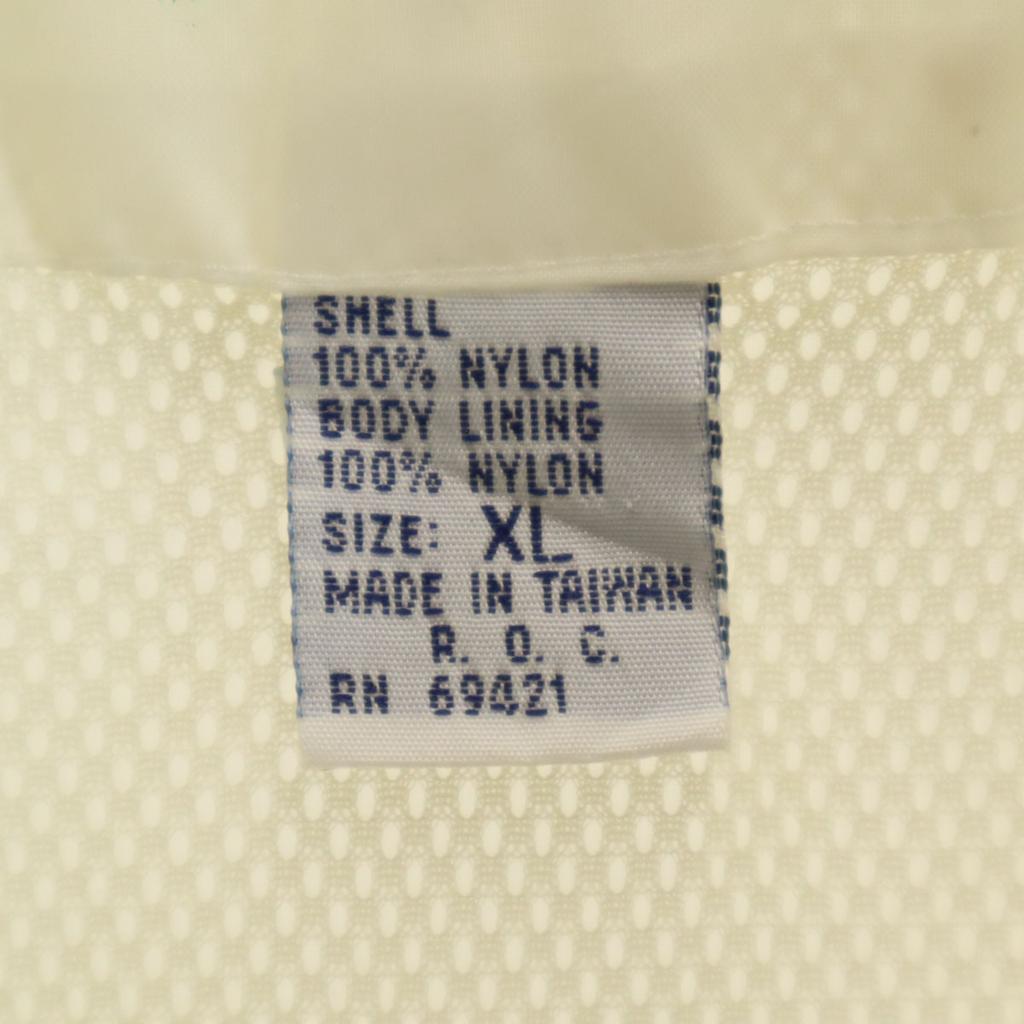 SHELL
100% NYLON
BODY LINING
100% NYLON
SIZE: XL
MADE IN TAIWAN
R. O. C.
RN 69421